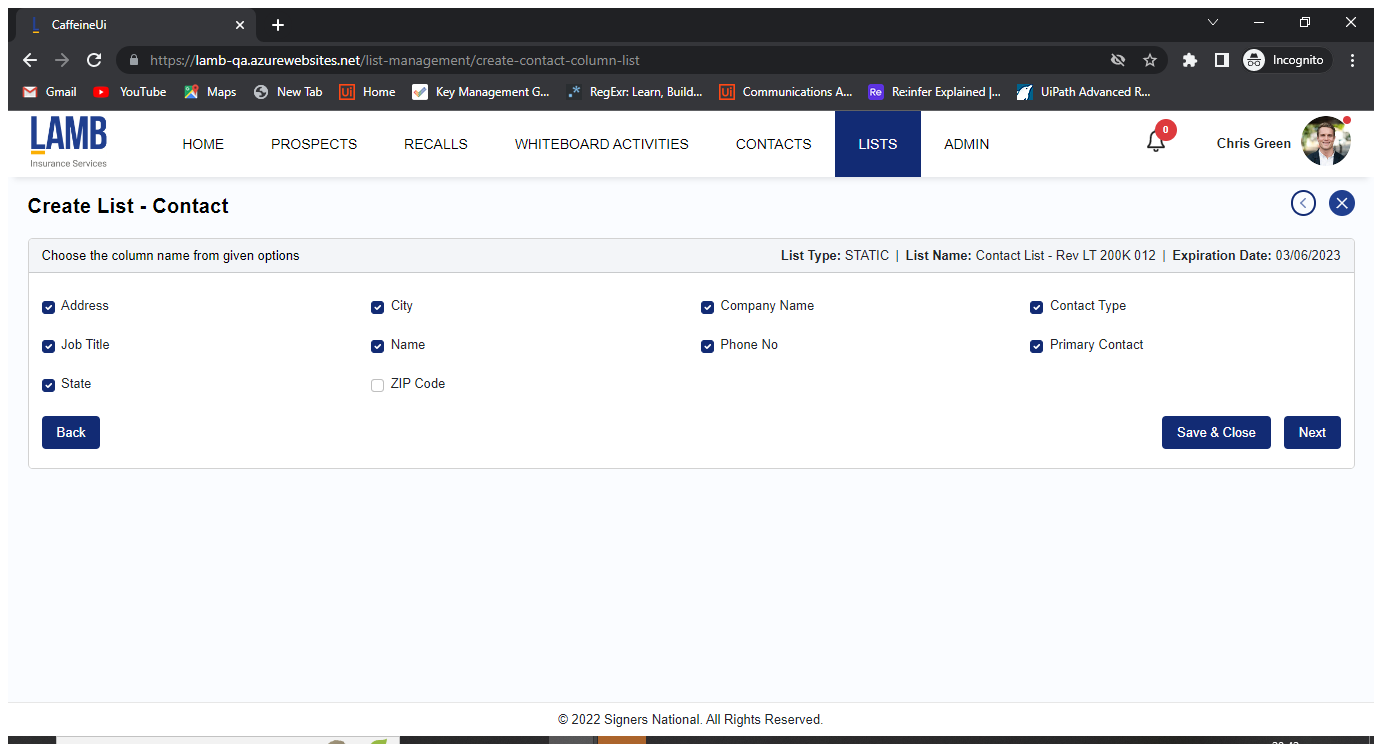 CaffeineUi
https://lamb-qa.azurewebsites.net/list-management/create-contact-column-list
Incognito
Gmail YouTube Maps New Tab Ui Home Key Management G... .* RegExr: Learn, Build... Ui Communications A... Re Re:infer Explained |... UiPath Advanced R...
LAMB
Insurance Services
HOME PROSPECTS RECALLS WHITEBOARD ACTIVITIES CONTACTS LISTS ADMIN 0 Chris Green
Create List - Contact
Choose the column name from given options List Type: STATIC | List Name: Contact List - Rev LT 200K 012 | Expiration Date: 03/06/2023
Address City Company Name Contact Type
Job Title Name Phone No Primary Contact
State ZIP Code
Back Save & Close Next
© 2022 Signers National. All Rights Reserved.